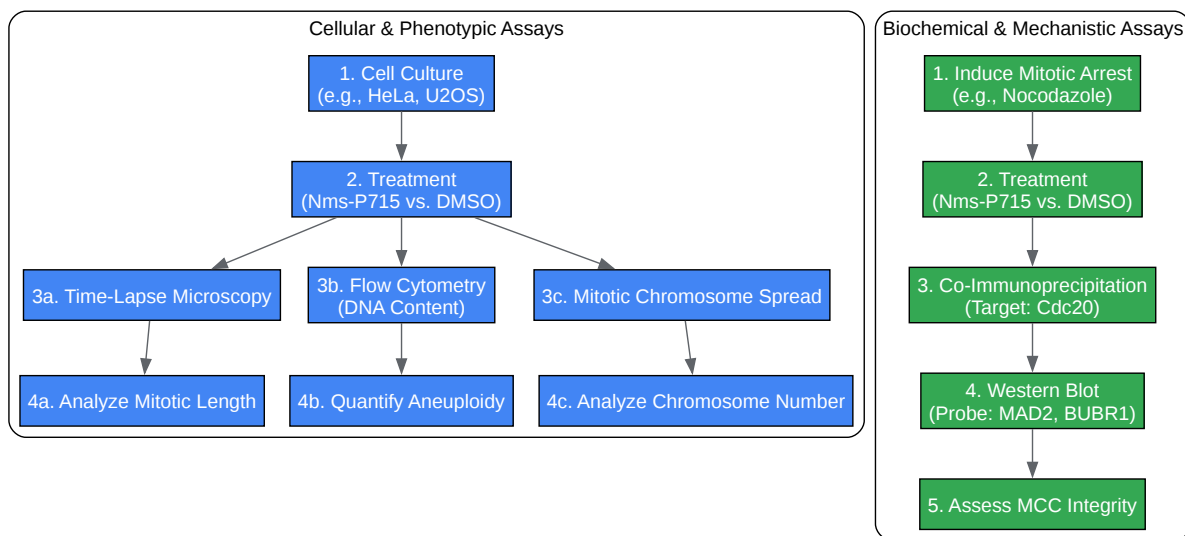 Cellular & Phenotypic Assays
1. Cell Culture
(e.g., HeLa, U2OS)
2. Treatment
(Nms-P715 vs. DMSO)
3a. Time-Lapse Microscopy
3b. Flow Cytometry
(DNA Content)
3c. Mitotic Chromosome Spread
4a. Analyze Mitotic Length
4b. Quantify Aneuploidy
4c. Analyze Chromosome Number
Biochemical & Mechanistic Assays
1. Induce Mitotic Arrest
(e.g., Nocodazole)
2. Treatment
(Nms-P715 vs. DMSO)
3. Co-Immunoprecipitation
(Target: Cdc20)
4. Western Blot
(Probe: MAD2, BUBR1)
5. Assess MCC Integrity